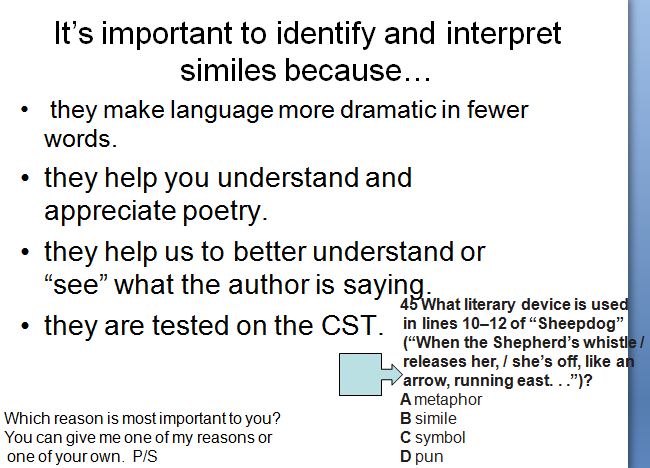 It’s important to identify and interpret
similes because…
• they make language more dramatic in fewer
words.
• they help you understand and
appreciate poetry.
• they help us to better understand or
“see” what the author is saying.
• they are tested on the CST.
45 What literary device is used
in lines 10–12 of “Sheepdog”
(“When the Shepherd’s whistle /
releases her, / she’s off, like an
arrow, running east. . .”)?
A metaphor
B simile
C symbol
D pun
Which reason is most important to you?
You can give me one of my reasons or
one of your own. P/S